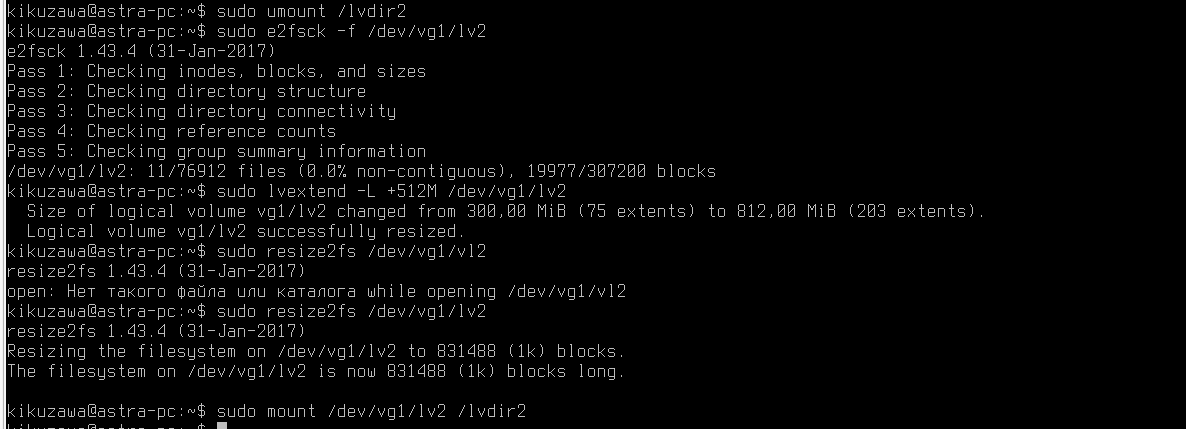 kikuzawa@astra-pc:~$ sudo umount /lvdir2
kikuzawa@astra-pc:~$ sudo e2fsck -f /dev/vg1/lv2
e2fsck 1.43.4 (31-Jan-2017)
Pass 1: Checking inodes, blocks, and sizes
Pass 2: Checking directory structure
Pass 3: Checking directory connectivity
Pass 4: Checking reference counts
Pass 5: Checking group summary information
/dev/vg1/lv2: 11/76912 files (0.0% non-contiguous), 19977/307200 blocks
kikuzawa@astra-pc:~$ sudo lvextend -L +512M /dev/vg1/lv2
  Size of logical volume vg1/lv2 changed from 300,00 MiB (75 extents) to 812,00 MiB (203 extents).
  Logical volume vg1/lv2 successfully resized.
kikuzawa@astra-pc:~$ sudo resize2fs /dev/vg1/vl2
resize2fs 1.43.4 (31-Jan-2017)
open: Нет такого файла или каталога while opening /dev/vg1/vl2
kikuzawa@astra-pc:~$ sudo resize2fs /dev/vg1/lv2
resize2fs 1.43.4 (31-Jan-2017)
Resizing the filesystem on /dev/vg1/lv2 to 831488 (1k) blocks.
The filesystem on /dev/vg1/lv2 is now 831488 (1k) blocks long.
kikuzawa@astra-pc:~$ sudo mount /dev/vg1/lv2 /lvdir2
kikuzawa@astra-pc:~$